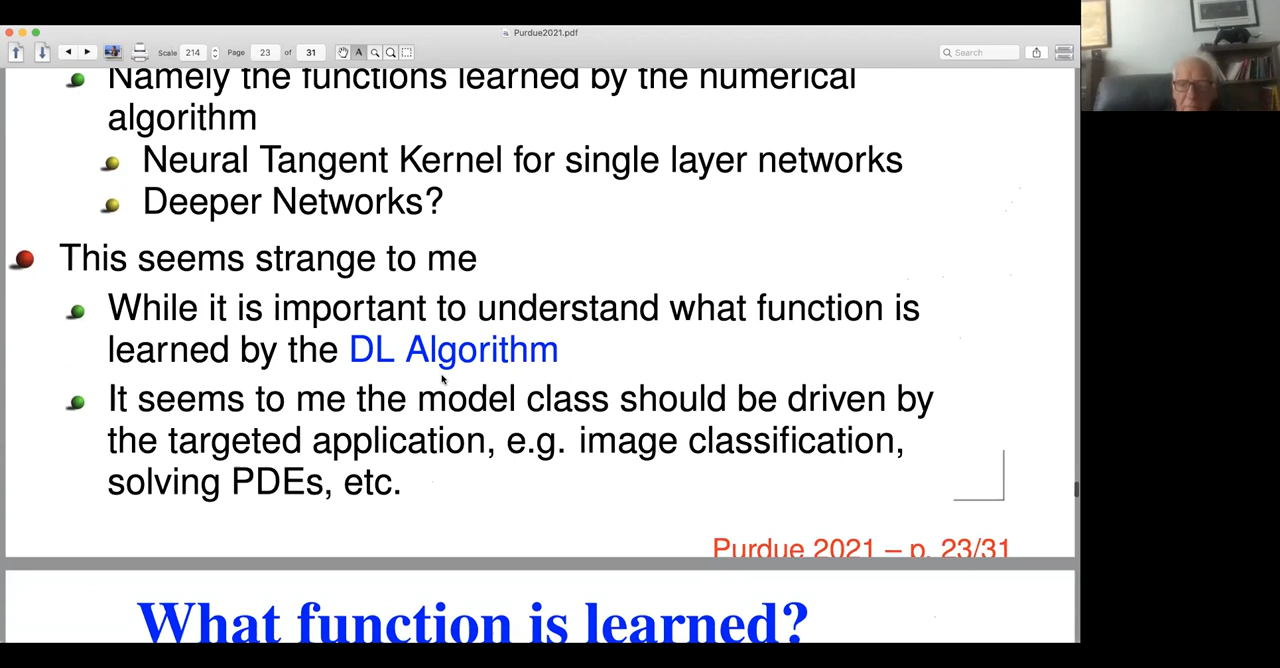 Purdue2021.pdf
Scale 214 Page 23 of 31 Search
Namely the functions learned by the numerical
algorithm
Neural Tangent Kernel for single layer networks
Deeper Networks?
This seems strange to me
While it is important to understand what function is
learned by the DL Algorithm
It seems to me the model class should be driven by
the targeted application, e.g. image classification,
solving PDEs, etc.
Purdue 2021 – p. 23/31
What function is learned?